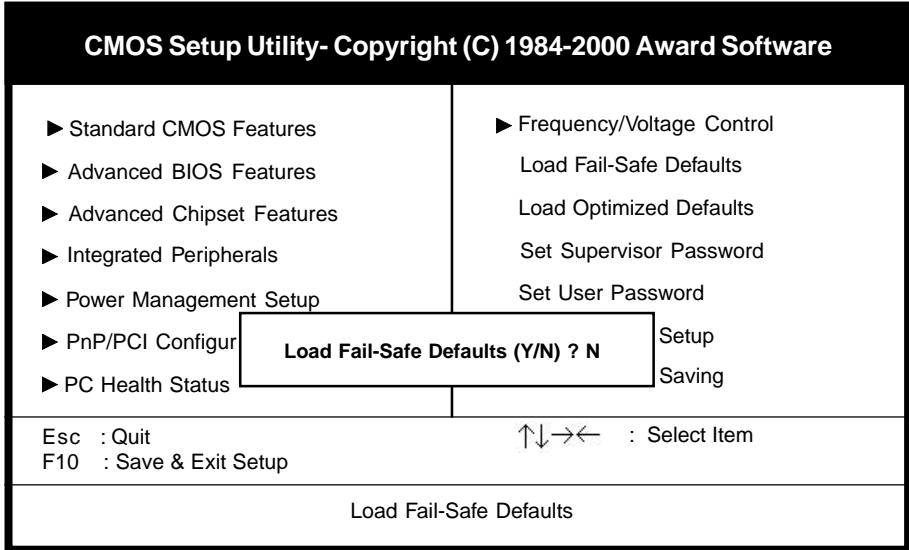 CMOS Setup Utility- Copyright (C) 1984-2000 Award Software
▶ Standard CMOS Features
▶ Advanced BIOS Features
▶ Advanced Chipset Features
▶ Integrated Peripherals
▶ Power Management Setup
▶ PnP/PCI Configur
▶ PC Health Status
▶ Frequency/Voltage Control
Load Fail-Safe Defaults
Load Optimized Defaults
Set Supervisor Password
Set User Password
Setup
Saving
Load Fail-Safe Defaults (Y/N) ? N
Esc : Quit
F10 : Save & Exit Setup
↑↓→← : Select Item
Load Fail-Safe Defaults